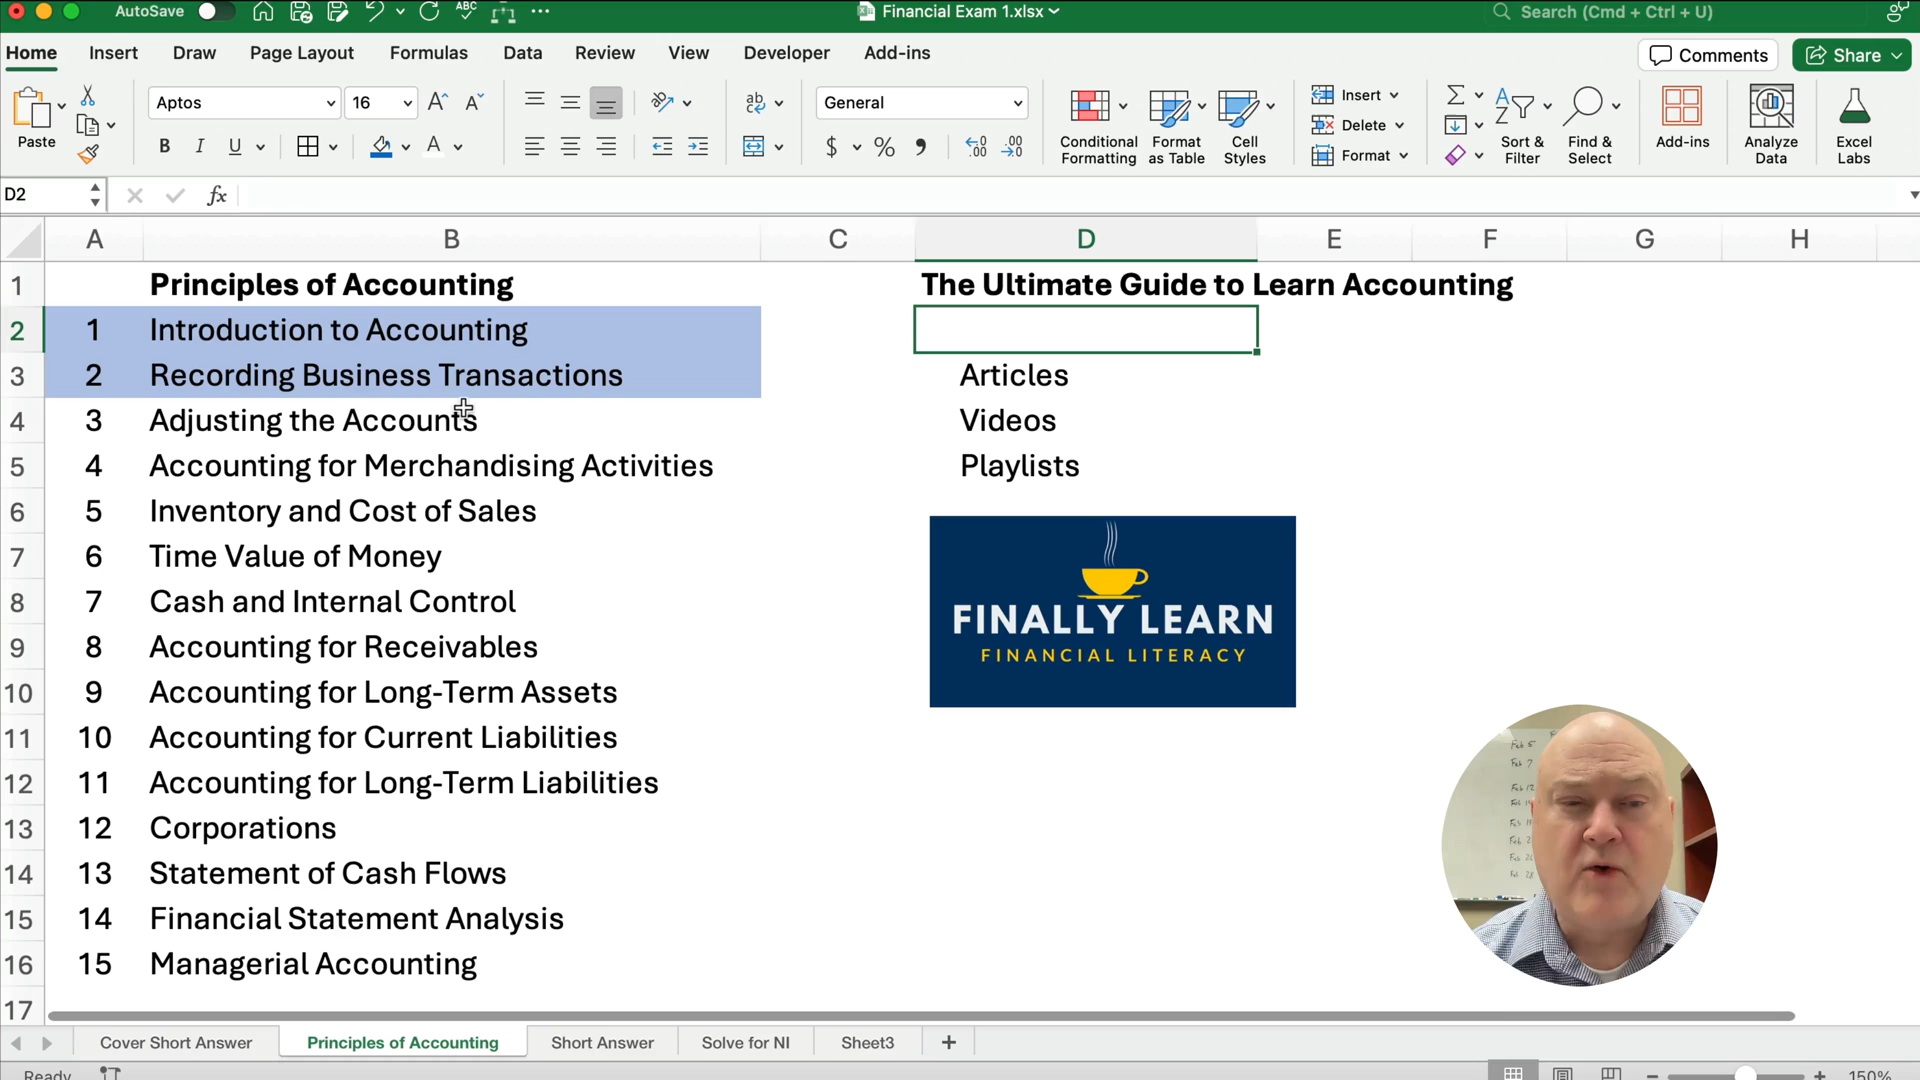 AutoSave
ABC
Financial Exam 1.xlsx
Search (Cmd + Ctrl + U)
Home Insert Draw Page Layout Formulas Data Review View Developer Add-ins
Comments
Share
Paste
Aptos
16
B I U
General
$ %
Conditional Formatting
Format as Table
Cell Styles
Insert
Delete
Format
Sort & Filter
Find & Select
Add-ins
Analyze Data
Excel Labs
D2
fx
A B C D E F G H
1 Principles of Accounting The Ultimate Guide to Learn Accounting
2 1 Introduction to Accounting
3 2 Recording Business Transactions Articles
4 3 Adjusting the Accounts Videos
5 4 Accounting for Merchandising Activities Playlists
6 5 Inventory and Cost of Sales
7 6 Time Value of Money
8 7 Cash and Internal Control
9 8 Accounting for Receivables
10 9 Accounting for Long-Term Assets
11 10 Accounting for Current Liabilities
12 11 Accounting for Long-Term Liabilities
13 12 Corporations
14 13 Statement of Cash Flows
15 14 Financial Statement Analysis
16 15 Managerial Accounting
17
FINALLY LEARN
FINANCIAL LITERACY
Feb 5
Feb 7
Cover Short Answer Principles of Accounting Short Answer Solve for NI Sheet3 +
Ready
150%